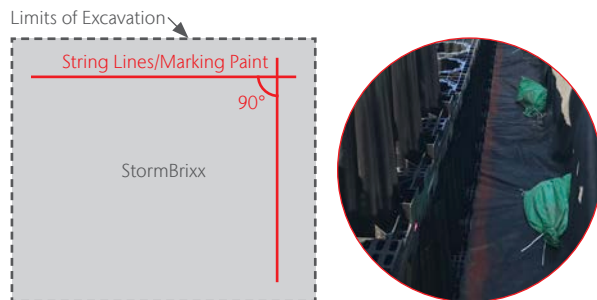 Limits of Excavation
String Lines/Marking Paint
90°
StormBrixx